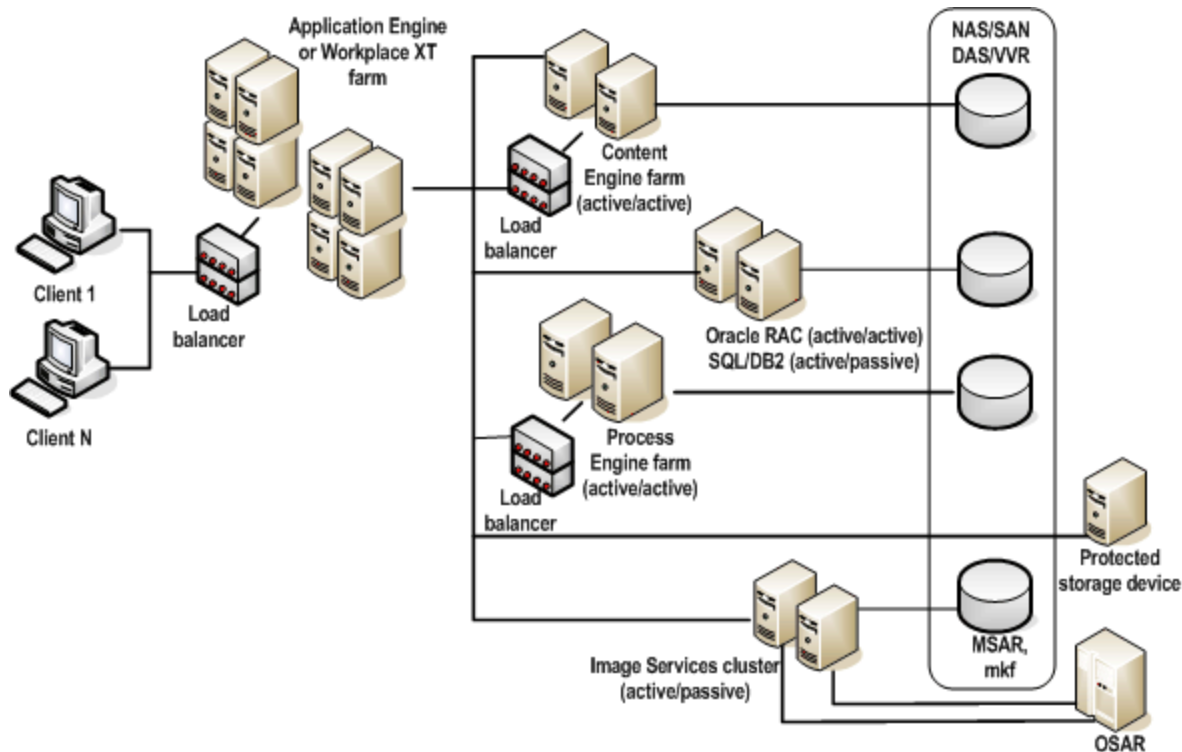 Application Engine
or Workplace XT
farm
NAS/SAN
DAS/VVR
Content
Engine farm
(active/active)
Load
balancer
Client 1
Load
balancer
Oracle RAC (active/active)
SQL/DB2 (active/passive)
Client N
Process
Engine farm
(active/active)
Load
balancer
Protected
storage device
MSAR,
mkf
Image Services cluster
(active/passive)
OSAR